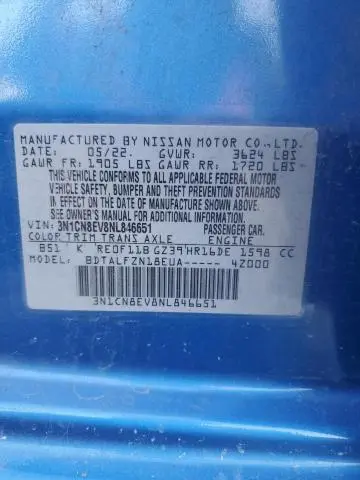 MANUFACTURED BY NISSAN MOTOR CO.,LTD.
DATE: 05/22. GVWR: 3624 LBS
GAWR FR: 1905 LBS GAWR RR: 1720 LBS
THIS VEHICLE CONFORMS TO ALL APPLICABLE FEDERAL MOTOR
VEHICLE SAFETY, BUMPER AND THEFT PREVENTION STANDARDS
IN EFFECT ON THE DATE OF MANUFACTURE SHOWN ABOVE.
SEE OWNER'S MANUAL FOR ADDITIONAL INFORMATION.
VIN: 3N1CN8EV8NL846651 PASSENGER CAR.
COLOR TRIM TRANS AXLE ENGINE
B51 K RE0F11B GZ39 HR16DE 1598 CC
MODEL: BDTALFZN18EUA----- 42000
3N1CN8EV8NL846651